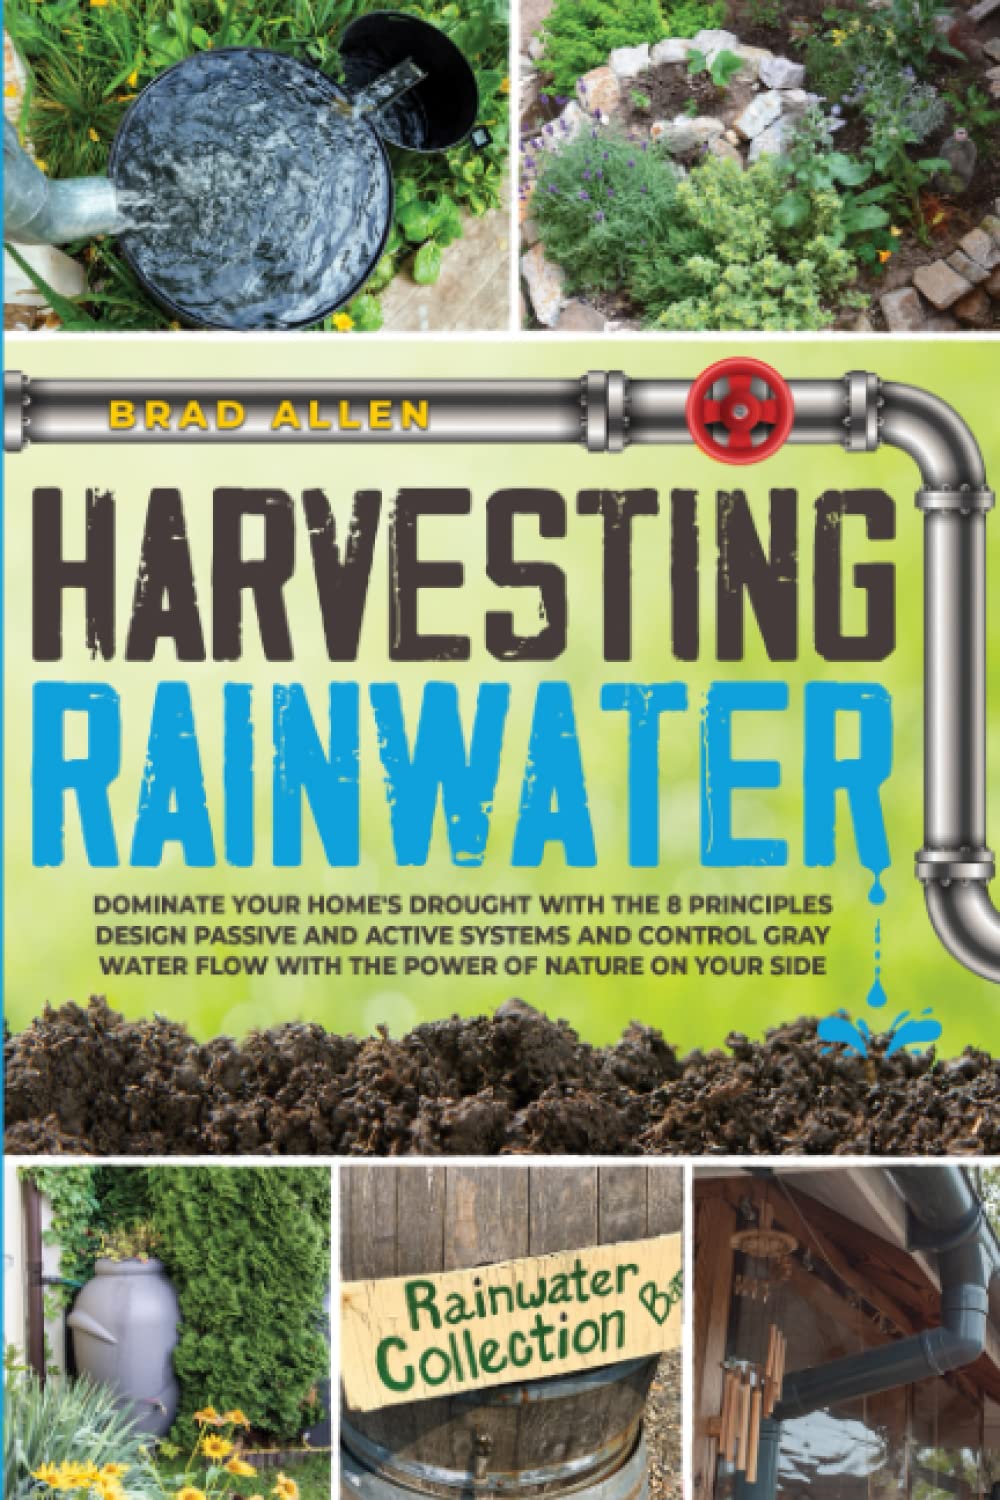 BRAD ALLEN
HARVESTING
RAINWATER
DOMINATE YOUR HOME'S DROUGHT WITH THE 8 PRINCIPLES
DESIGN PASSIVE AND ACTIVE SYSTEMS AND CONTROL GRAY
WATER FLOW WITH THE POWER OF NATURE ON YOUR SIDE
Rainwater
Collection